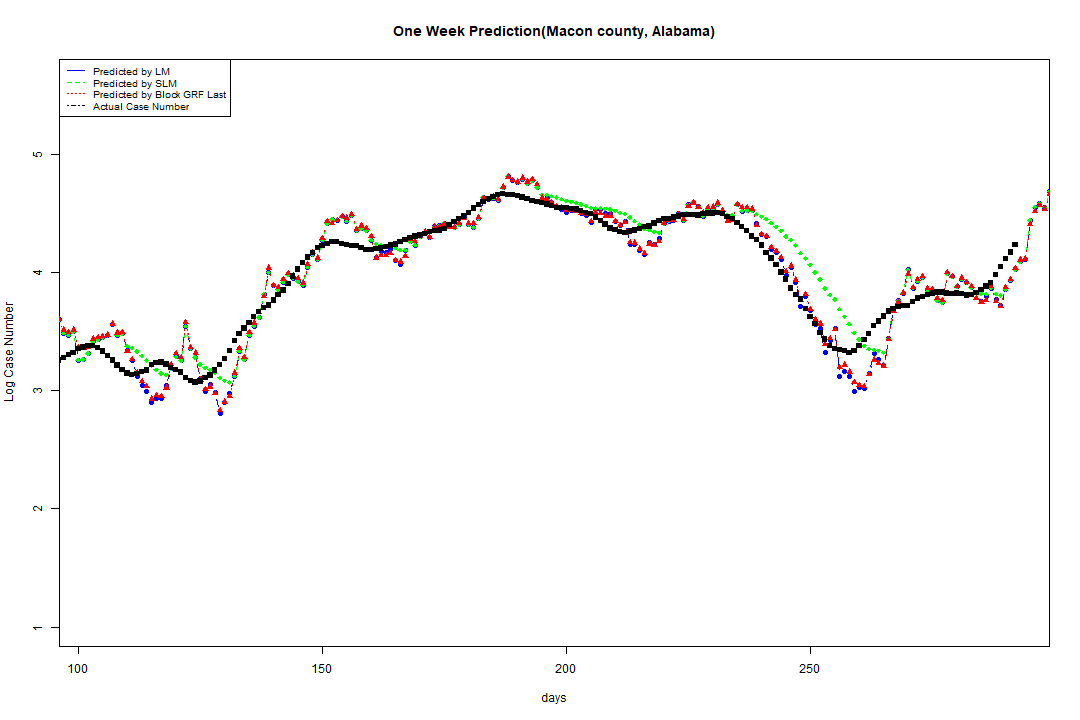 One Week Prediction(Macon county, Alabama)
Predicted by LM
Predicted by SLM
Predicted by Block GRF Last
Actual Case Number
5
4
3
2
1
Log Case Number
100 150 200 250
days